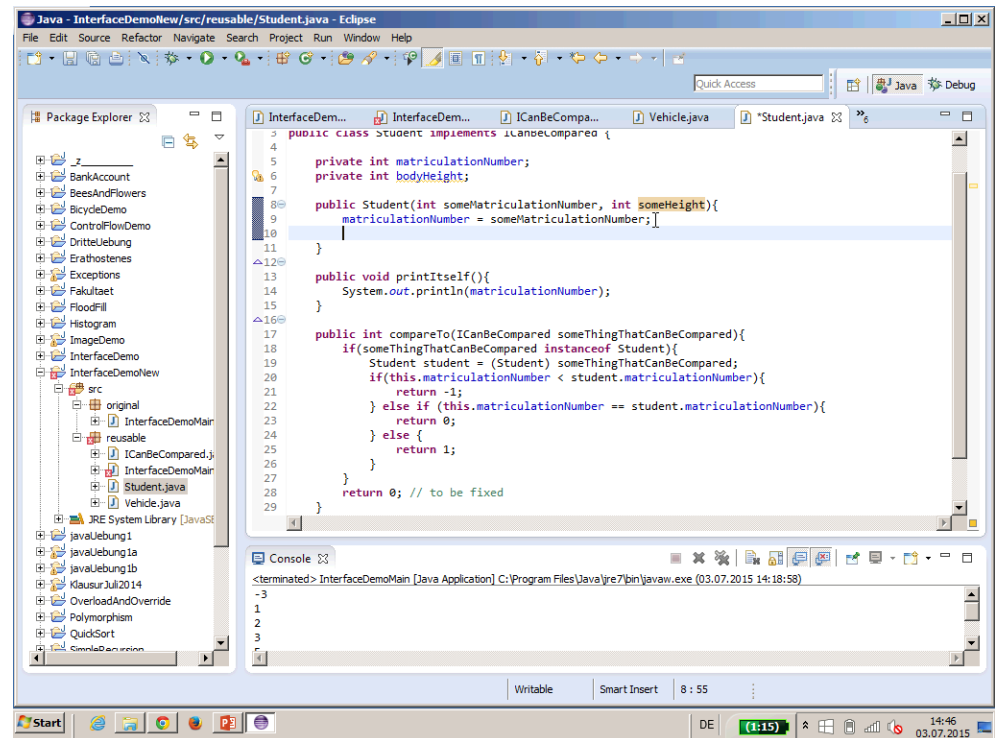 Java - InterfaceDemoNew/src/reusable/Student.java - Eclipse
File Edit Source Refactor Navigate Search Project Run Window Help
Quick Access
Java
Debug
Package Explorer
_z_______
BankAccount
BeesAndFlowers
BicycleDemo
ControlFlowDemo
DritteUebung
Erathostenes
Exceptions
Fakultaet
FloodFill
Histogram
ImageDemo
InterfaceDemo
InterfaceDemoNew
src
original
InterfaceDemoMain
reusable
ICanBeCompared.j
InterfaceDemoMain
Student.java
Vehicle.java
JRE System Library [JavaSE
javaUebung1
javaUebung1a
javaUebung1b
KlausurJuli2014
OverloadAndOverride
Polymorphism
QuickSort
SimpleRecursion
InterfaceDem... InterfaceDem... ICanBeCompa... Vehicle.java *Student.java »6
3 public class Student implements ICanBeCompared {
4
5 private int matriculationNumber;
6 private int bodyHeight;
7
8 public Student(int someMatriculationNumber, int someHeight){
9 matriculationNumber = someMatriculationNumber;
10
11 }
12
13 public void printItself(){
14 System.out.println(matriculationNumber);
15 }
16
17 public int compareTo(ICanBeCompared someThingThatCanBeCompared){
18 if(someThingThatCanBeCompared instanceof Student){
19 Student student = (Student) someThingThatCanBeCompared;
20 if(this.matriculationNumber < student.matriculationNumber){
21 return -1;
22 } else if (this.matriculationNumber == student.matriculationNumber){
23 return 0;
24 } else {
25 return 1;
26 }
27 }
28 return 0; // to be fixed
29 }
Console
<terminated> InterfaceDemoMain [Java Application] C:\Program Files\Java\jre7\bin\javaw.exe (03.07.2015 14:18:58)
-3
1
2
3
Writable Smart Insert 8 : 55
Start
DE
(1:15)
14:46
03.07.2015